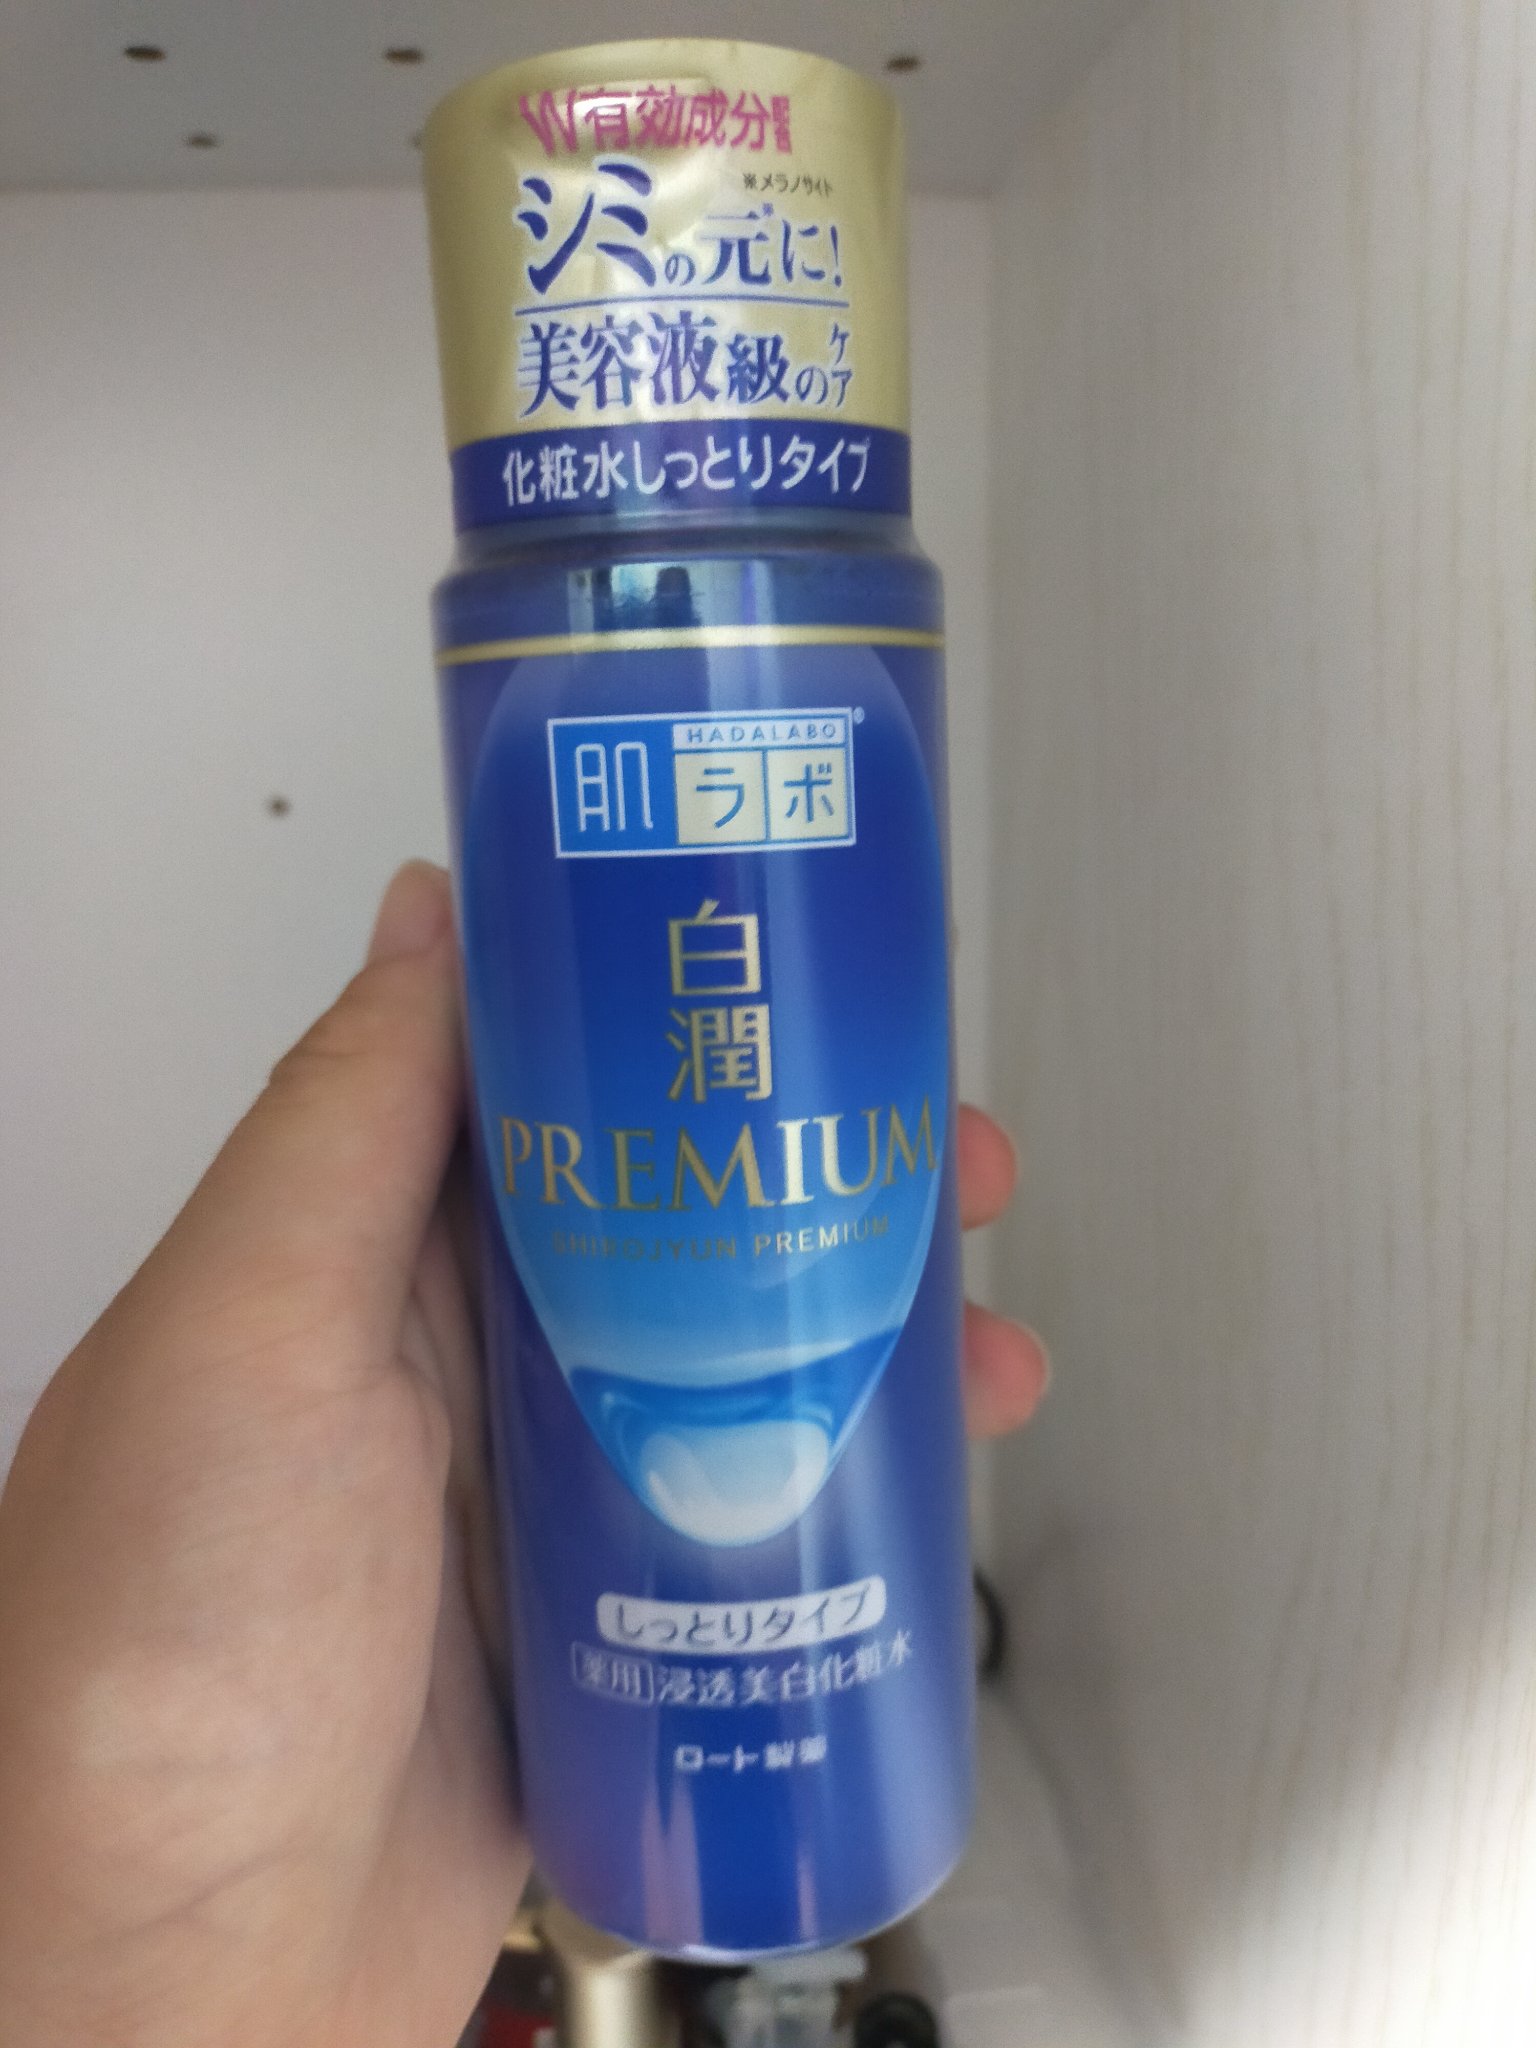 W有効成分配合
※メラノサイト
シミの元※に!
美容液級のケア
化粧水しっとりタイプ
肌ラボ®
HADALABO
白潤
PREMIUM
SHIROJYUN PREMIUM
しっとりタイプ
薬用 浸透美白化粧水
ロート製薬